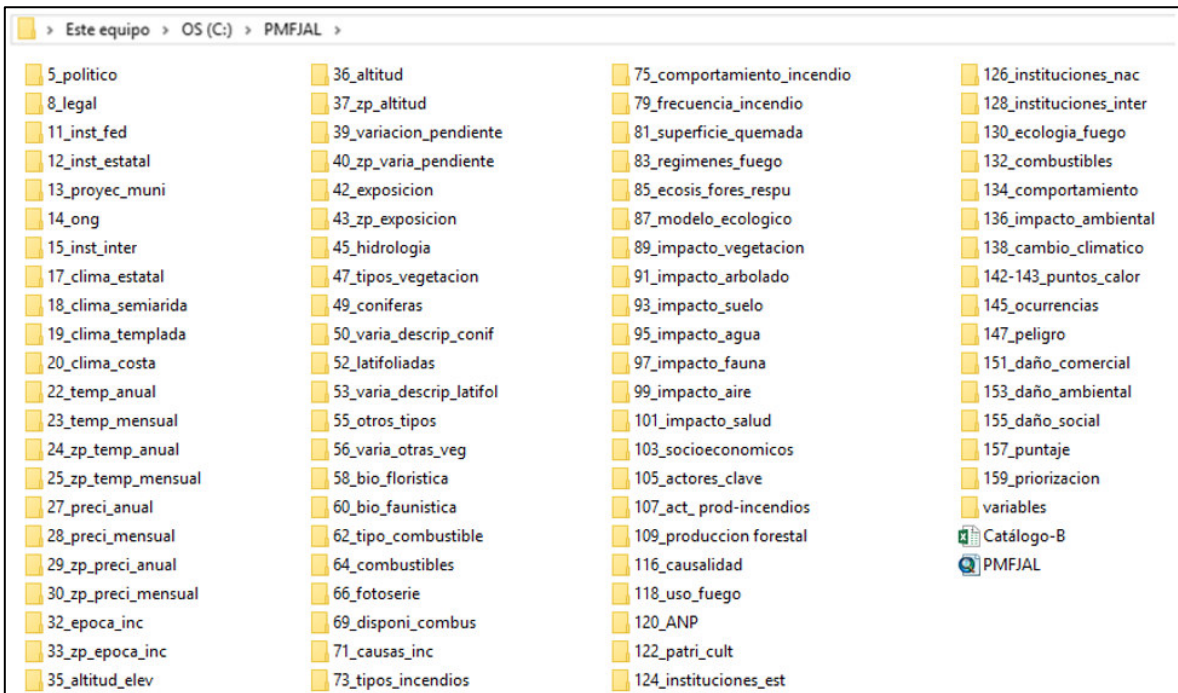 Este equipo > OS (C:) > PMFJAL >
5_politico
8_legal
11_inst_fed
12_inst_estatal
13_proyec_muni
14_ong
15_inst_inter
17_clima_estatal
18_clima_semiarida
19_clima_templada
20_clima_costa
22_temp_anual
23_temp_mensual
24_zp_temp_anual
25_zp_temp_mensual
27_preci_anual
28_preci_mensual
29_zp_preci_anual
30_zp_preci_mensual
32_epoca_inc
33_zp_epoca_inc
35_altitud_elev
36_altitud
37_zp_altitud
39_variacion_pendiente
40_zp_varia_pendiente
42_exposicion
43_zp_exposicion
45_hidrologia
47_tipos_vegetacion
49_coniferas
50_varia_descrip_conif
52_latifoliadas
53_varia_descrip_latifol
55_otros_tipos
56_varia_otras_veg
58_bio_floristica
60_bio_faunistica
62_tipo_combustible
64_combustibles
66_fotoserie
69_disponi_combus
71_causas_inc
73_tipos_incendios
75_comportamiento_incendio
79_frecuencia_incendio
81_superficie_quemada
83_regimenes_fuego
85_ecosis_fores_respu
87_modelo_ecologico
89_impacto_vegetacion
91_impacto_arbolado
93_impacto_suelo
95_impacto_agua
97_impacto_fauna
99_impacto_aire
101_impacto_salud
103_socioeconomicos
105_actores_clave
107_act_ prod-incendios
109_produccion forestal
116_causalidad
118_uso_fuego
120_ANP
122_patri_cult
124_instituciones_est
126_instituciones_nac
128_instituciones_inter
130_ecologia_fuego
132_combustibles
134_comportamiento
136_impacto_ambiental
138_cambio_climatico
142-143_puntos_calor
145_ocurrencias
147_peligro
151_daño_comercial
153_daño_ambiental
155_daño_social
157_puntaje
159_priorizacion
variables
Catálogo-B
PMFJAL